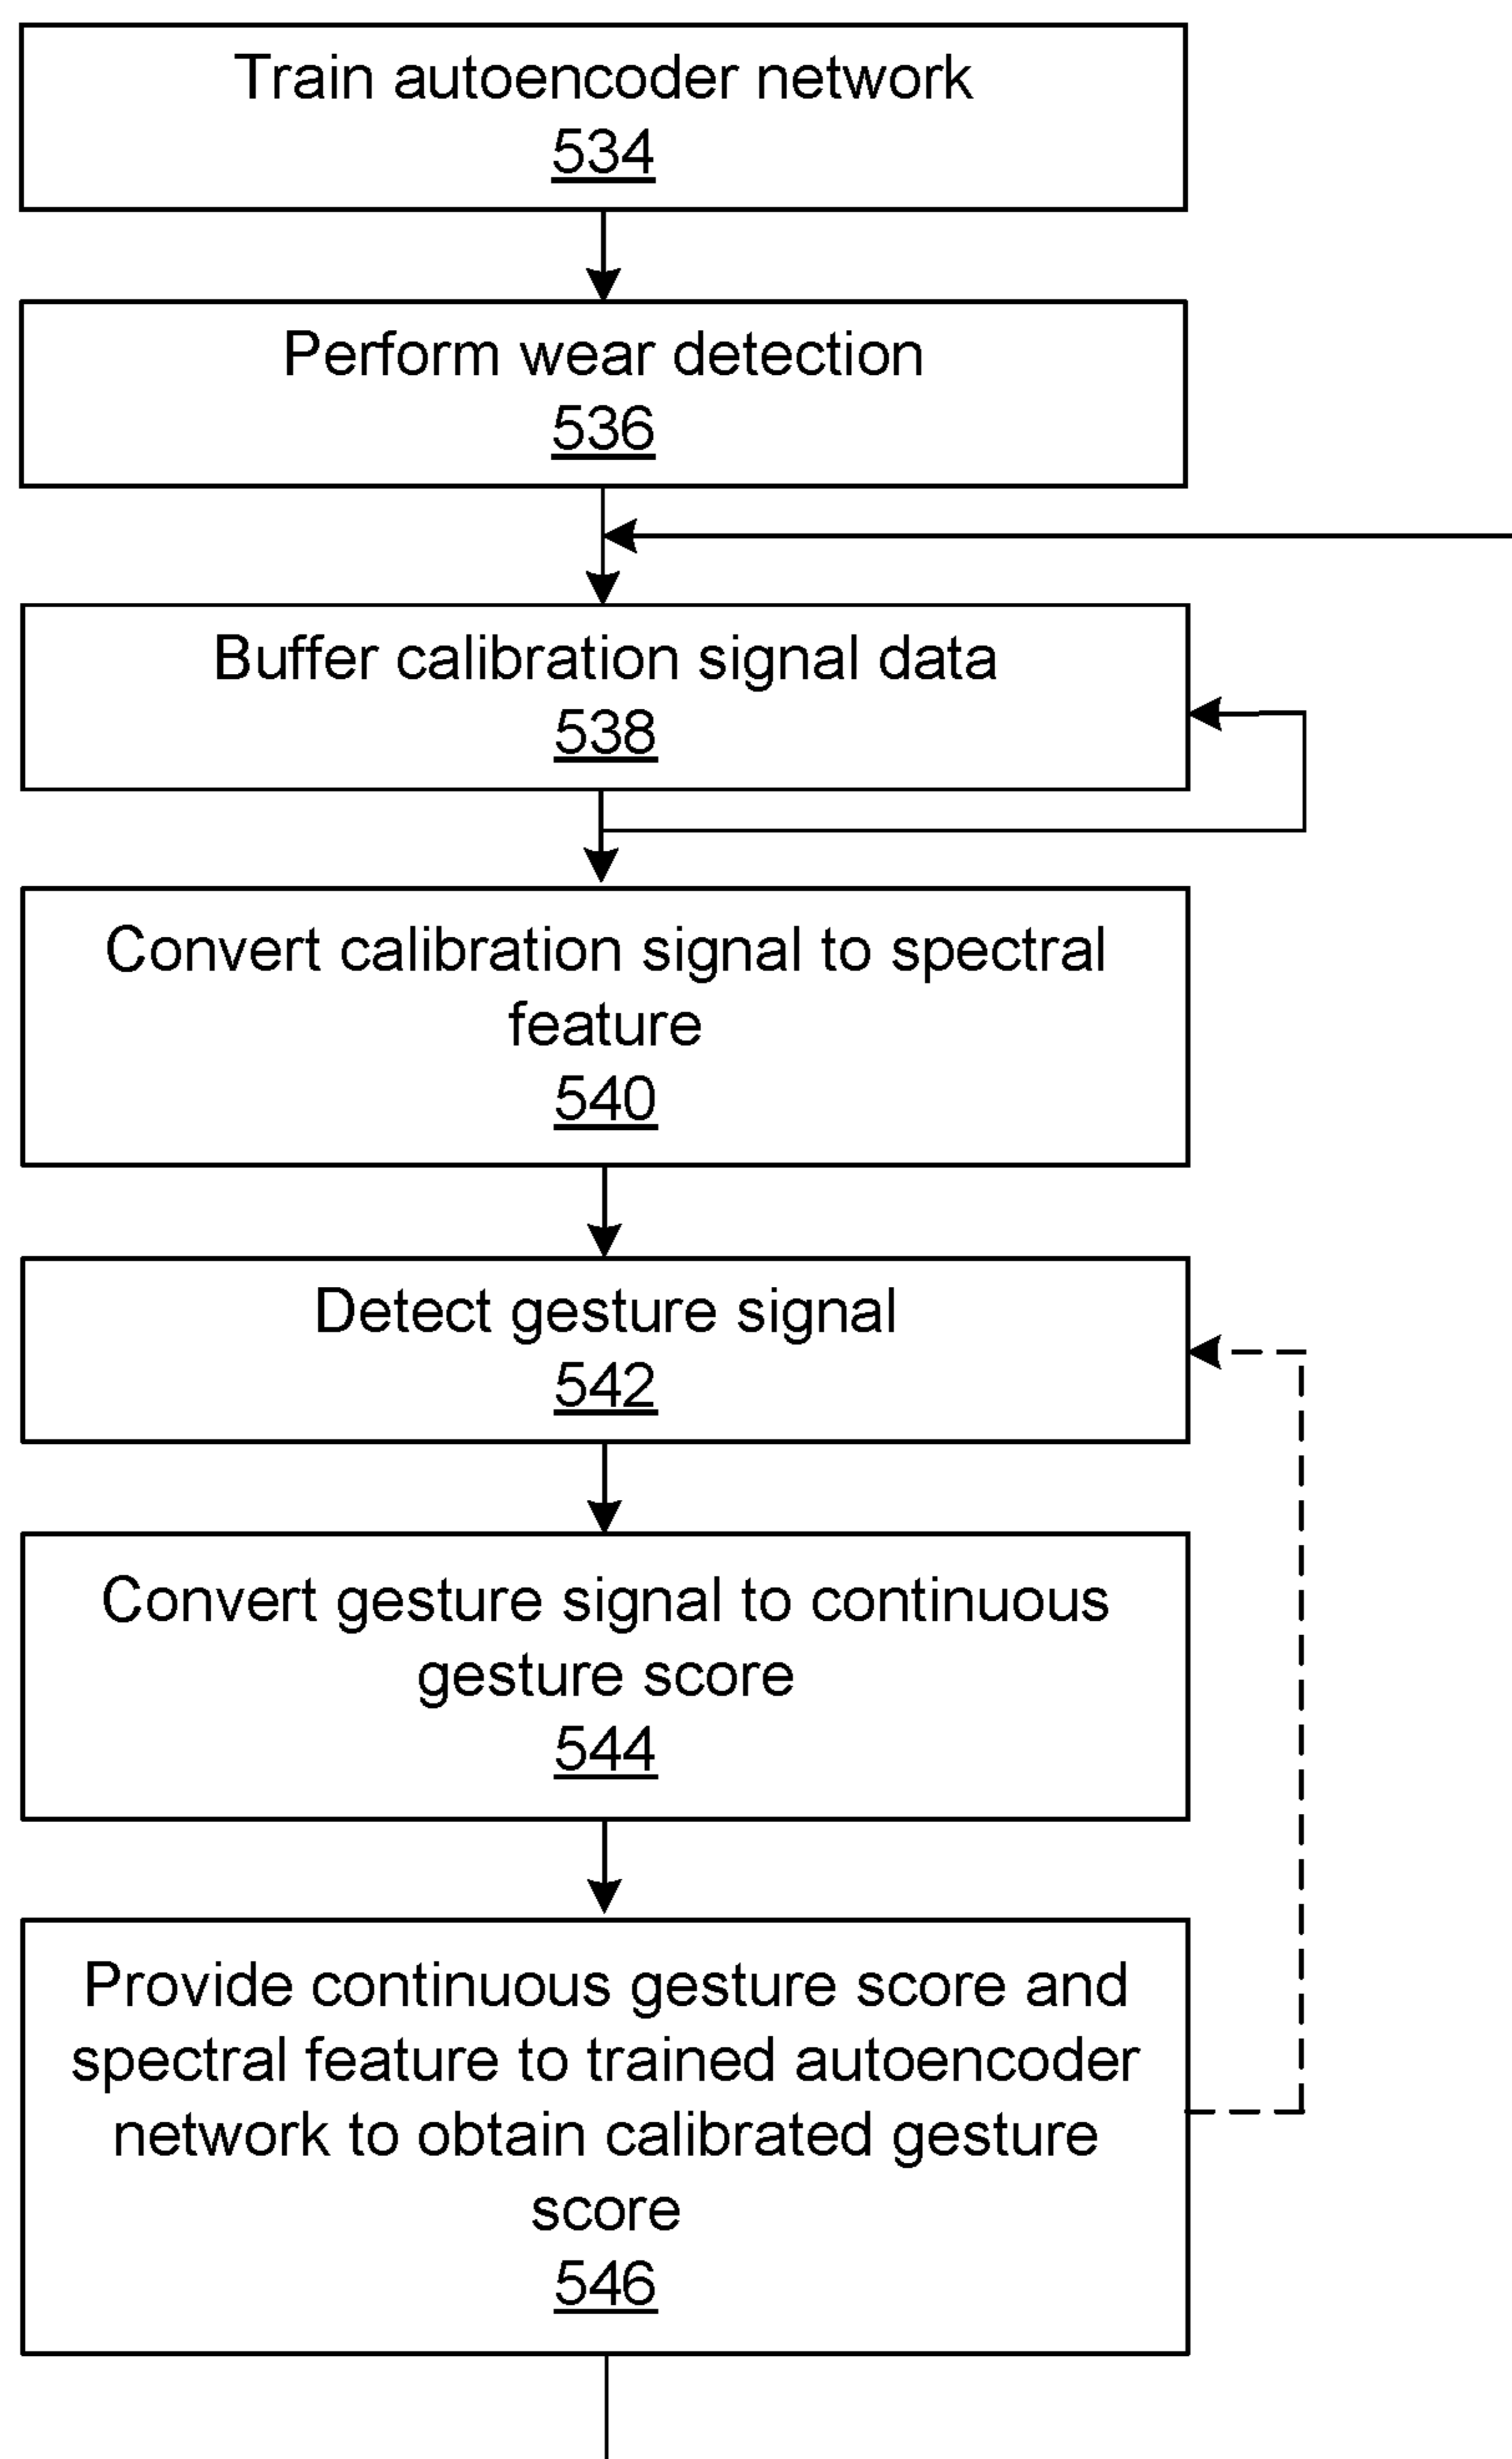 Train autoencoder network
534
Perform wear detection
536
Buffer calibration signal data
538
Convert calibration signal to spectral
feature
540
Detect gesture signal
542
Convert gesture signal to continuous
gesture score
544
Provide continuous gesture score and
spectral feature to trained autoencoder
network to obtain calibrated gesture
score
546